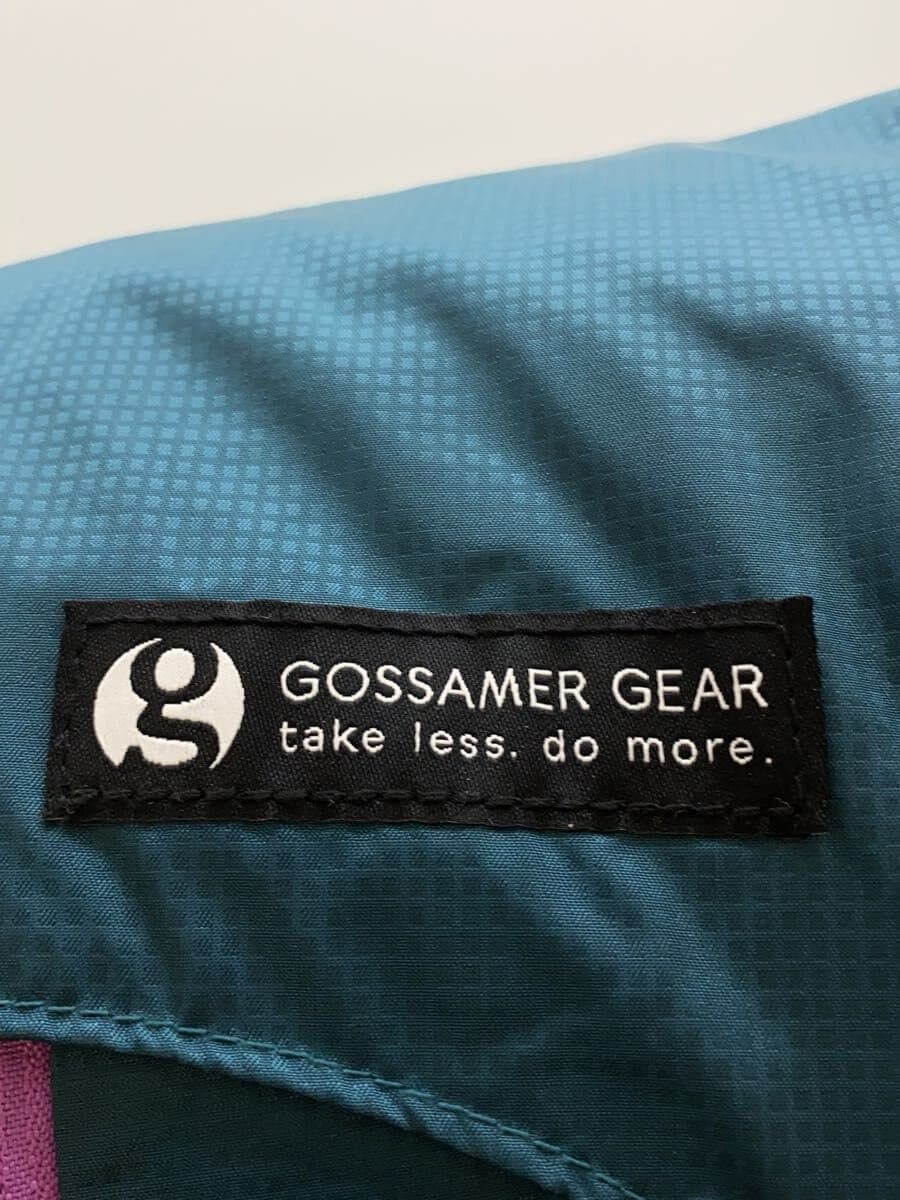 g
GOSSAMER GEAR
take less. do more.